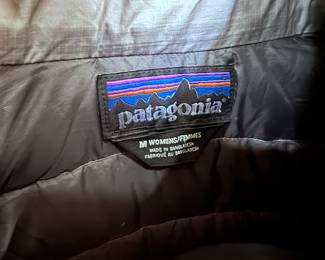 patagonia
M WOMENS/FEMMES
MADE IN BANGLADESH
FABRIQUÉ AU BANGLADESH